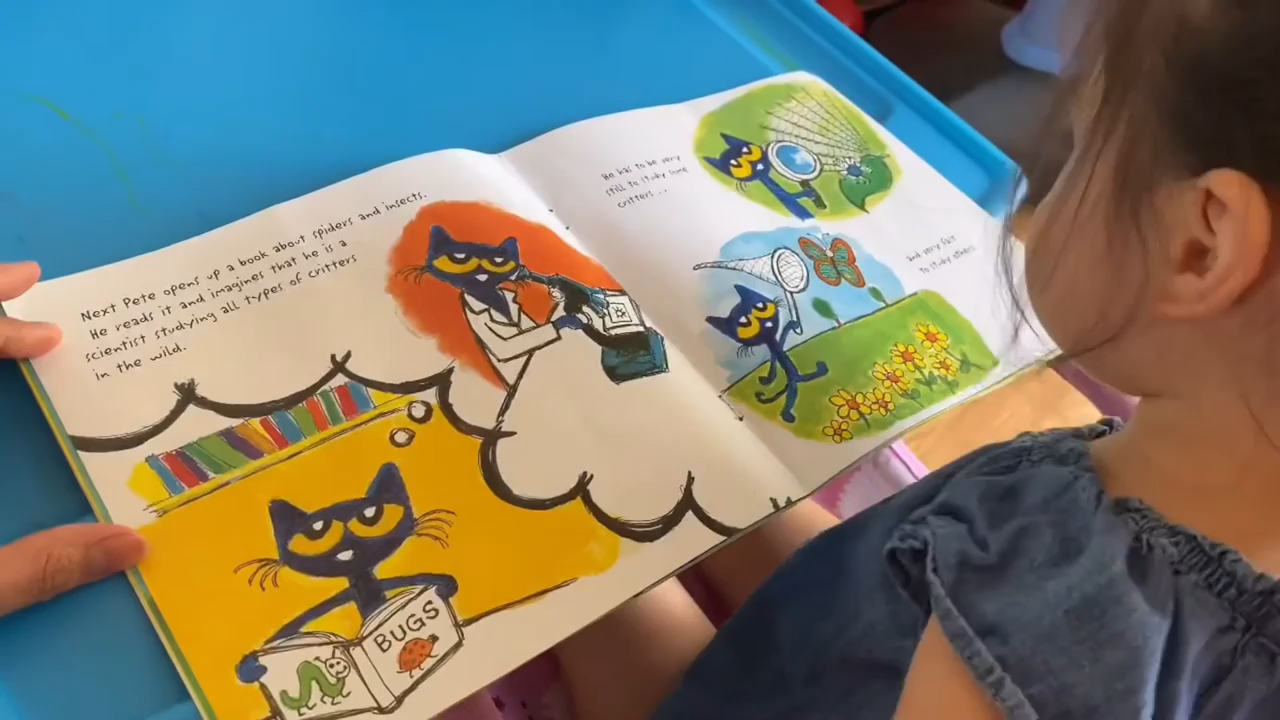 Next Pete opens up a book about spiders and insects.
He reads it and imagines that he is a
scientist studying all types of critters
in the wild.
BUGS
He has to be very
still to study some
critters...
and very fast
to study others.